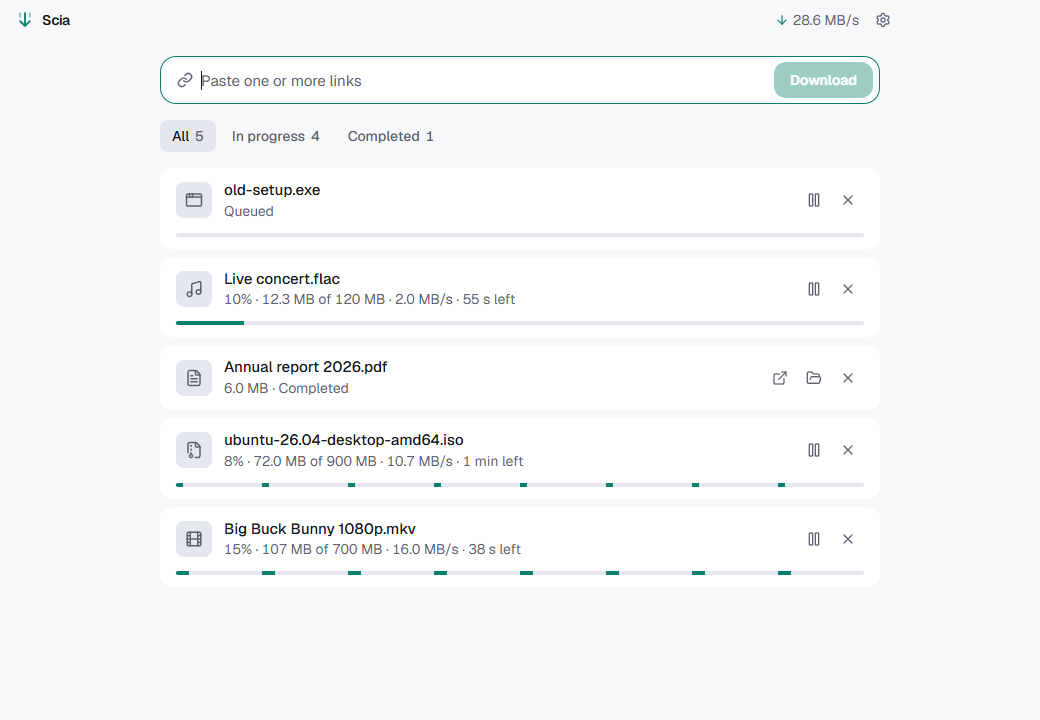 Scia
28.6 MB/s
Paste one or more links
Download
All 5
In progress 4
Completed 1
old-setup.exe
Queued
Live concert.flac
10% · 12.3 MB of 120 MB · 2.0 MB/s · 55 s left
Annual report 2026.pdf
6.0 MB · Completed
ubuntu-26.04-desktop-amd64.iso
8% · 72.0 MB of 900 MB · 10.7 MB/s · 1 min left
Big Buck Bunny 1080p.mkv
15% · 107 MB of 700 MB · 16.0 MB/s · 38 s left